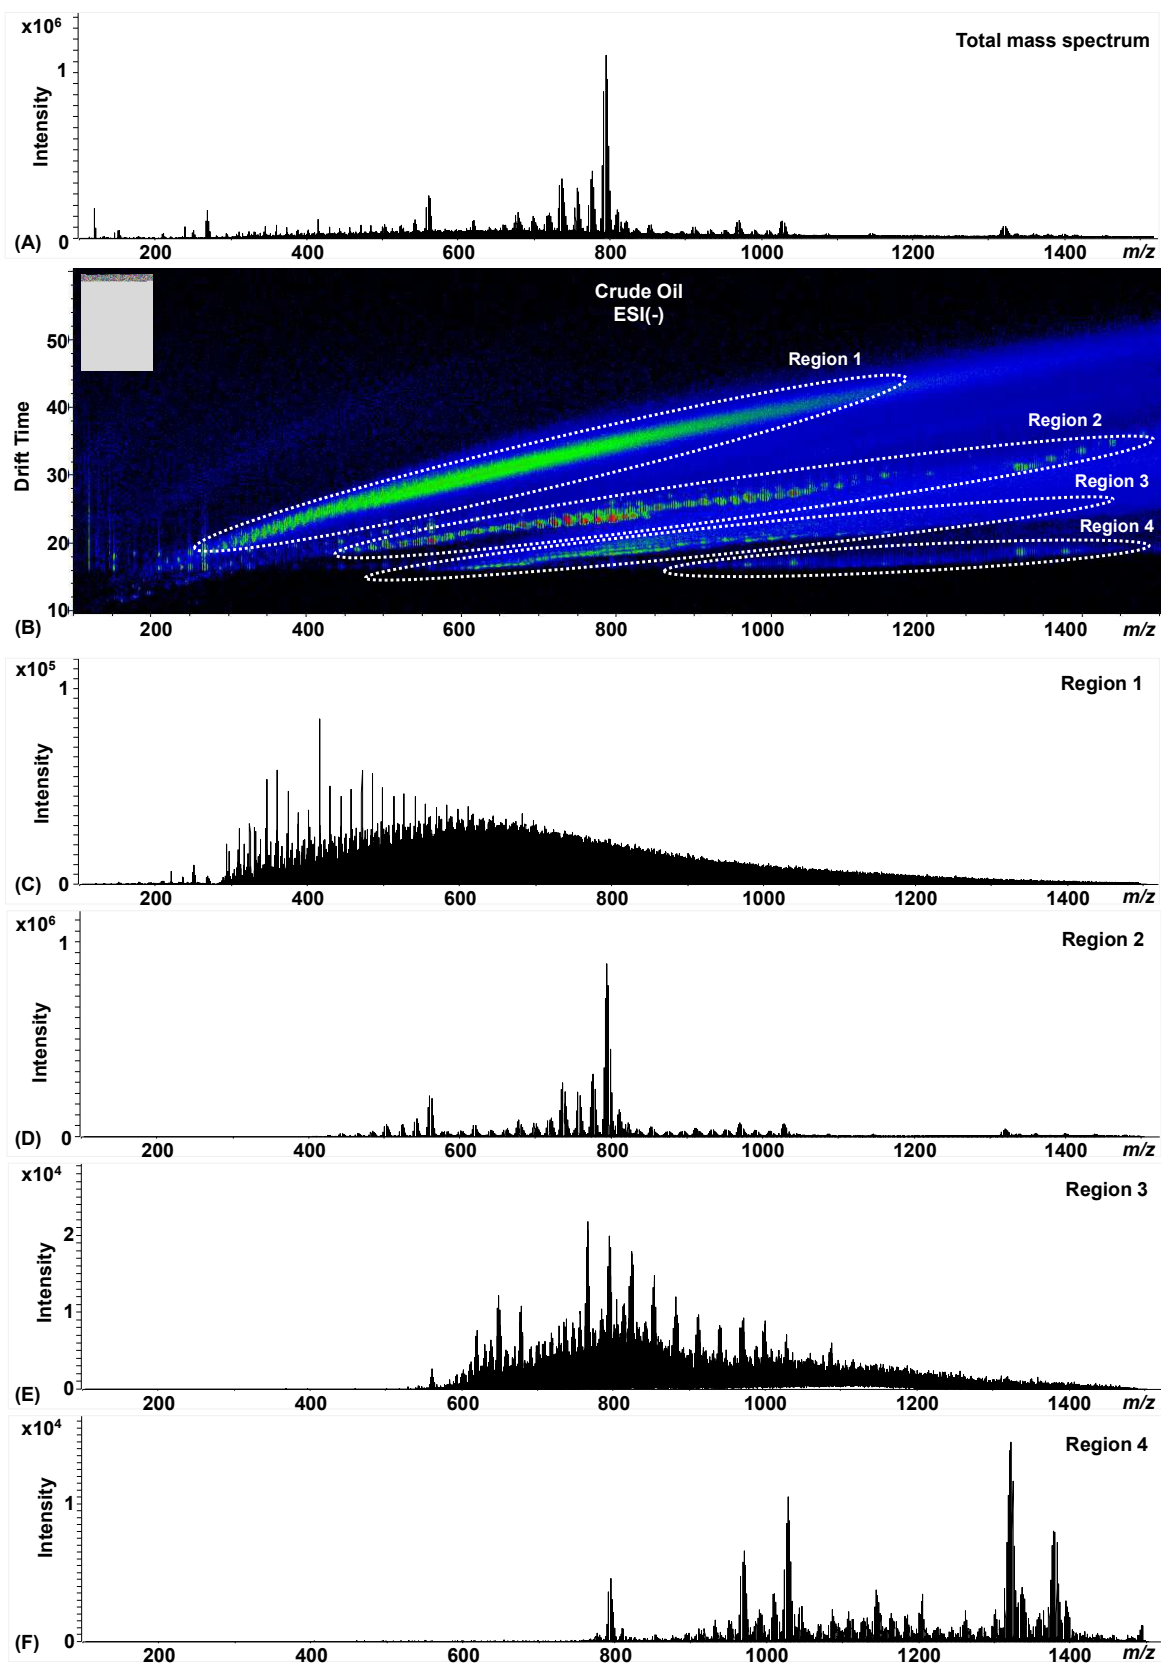 x10⁶
Total mass spectrum
1
Intensity
(A)
0
200 400 600 800 1000 1200 1400 m/z
Crude Oil
ESI(-)
50
Region 1
40
Region 2
Drift Time
30
Region 3
Region 4
20
10
(B)
200 400 600 800 1000 1200 1400 m/z
x10⁵
1
Region 1
Intensity
(C) 0
200 400 600 800 1000 1200 1400 m/z
x10⁶
1
Region 2
Intensity
(D) 0
200 400 600 800 1000 1200 1400 m/z
x10⁴
Region 3
2
Intensity
1
(E) 0
200 400 600 800 1000 1200 1400 m/z
x10⁴
Region 4
1
Intensity
(F) 0
200 400 600 800 1000 1200 1400 m/z